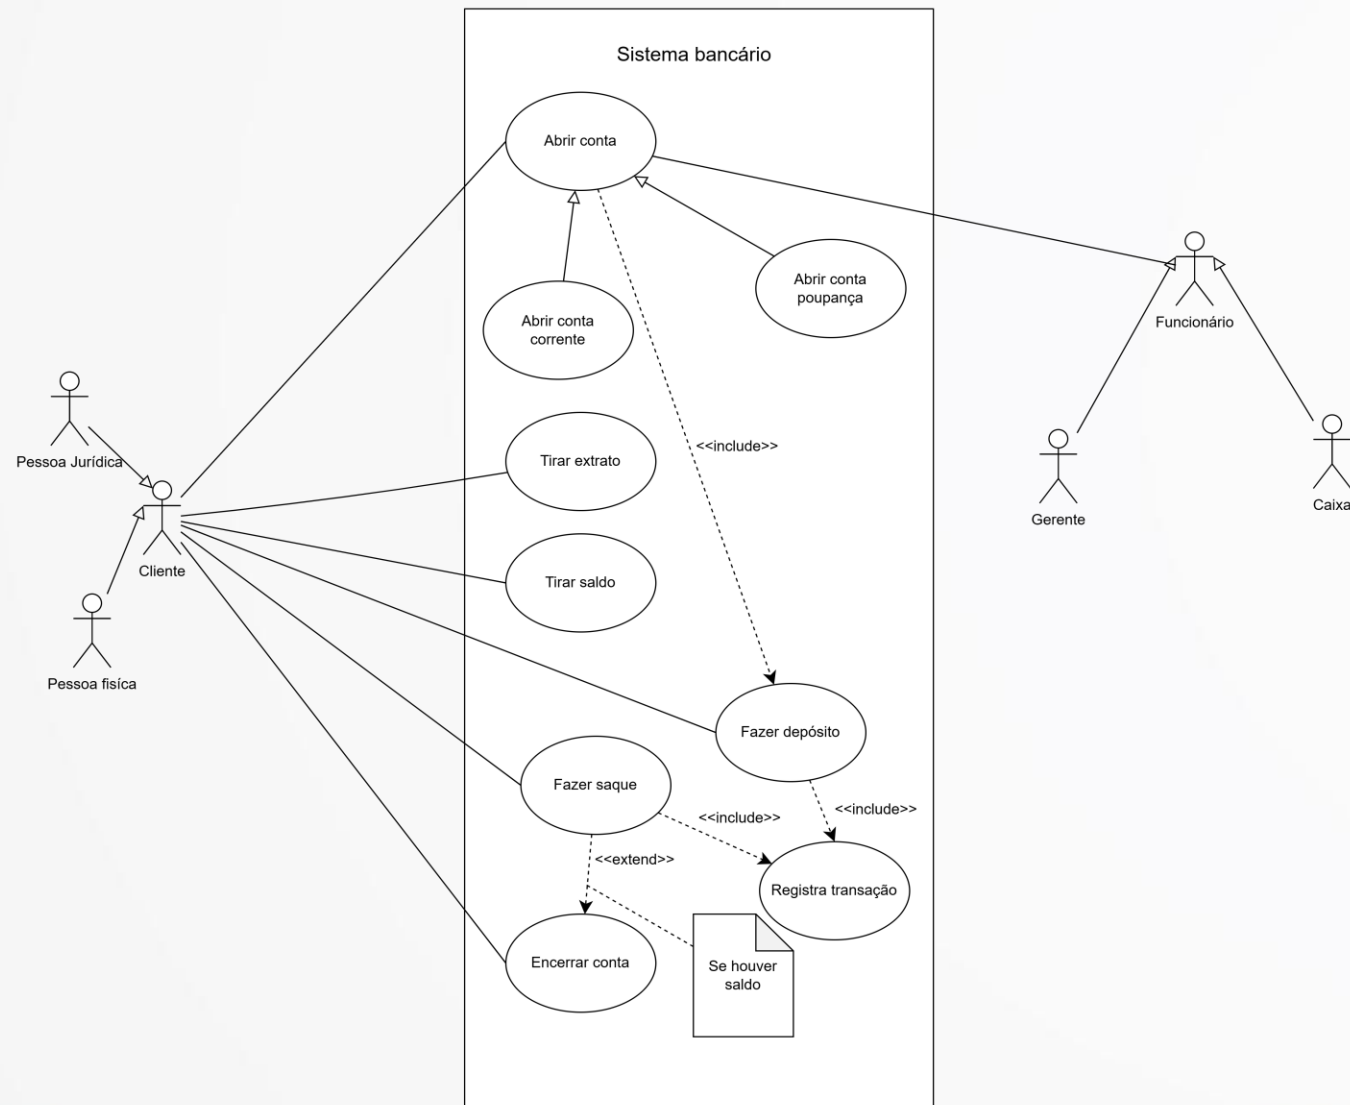 Sistema bancário
Abrir conta
Abrir conta
poupança
Abrir conta
corrente
Funcionário
Tirar extrato
<<include>>
Pessoa Jurídica
Gerente
Caixa
Cliente
Tirar saldo
Pessoa fisíca
Fazer depósito
Fazer saque
<<include>>
<<include>>
<<extend>>
Registra transação
Encerrar conta
Se houver
saldo